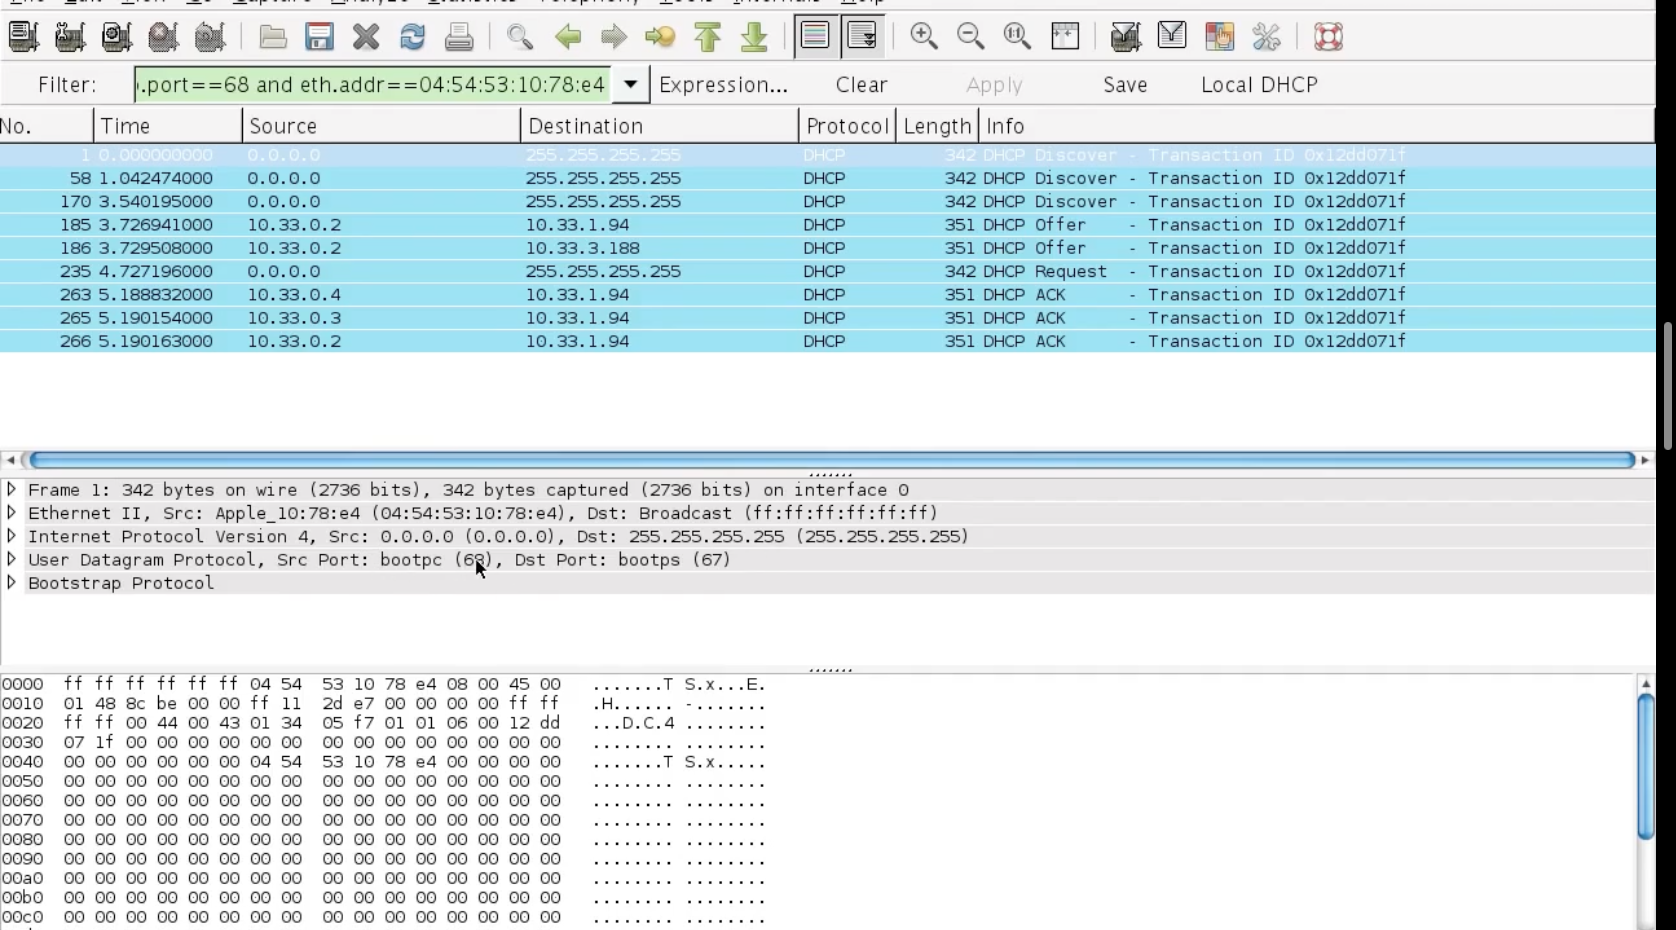 Filter: .port==68 and eth.addr==04:54:53:10:78:e4 Expression... Clear Apply Save Local DHCP
No. Time Source Destination Protocol Length Info
1 0.000000000 0.0.0.0 255.255.255.255 DHCP 342 DHCP Discover - Transaction ID 0x12dd071f
58 1.042474000 0.0.0.0 255.255.255.255 DHCP 342 DHCP Discover - Transaction ID 0x12dd071f
170 3.540195000 0.0.0.0 255.255.255.255 DHCP 342 DHCP Discover - Transaction ID 0x12dd071f
185 3.726941000 10.33.0.2 10.33.1.94 DHCP 351 DHCP Offer - Transaction ID 0x12dd071f
186 3.729508000 10.33.0.2 10.33.3.188 DHCP 351 DHCP Offer - Transaction ID 0x12dd071f
235 4.727196000 0.0.0.0 255.255.255.255 DHCP 342 DHCP Request - Transaction ID 0x12dd071f
263 5.188832000 10.33.0.4 10.33.1.94 DHCP 351 DHCP ACK - Transaction ID 0x12dd071f
265 5.190154000 10.33.0.3 10.33.1.94 DHCP 351 DHCP ACK - Transaction ID 0x12dd071f
266 5.190163000 10.33.0.2 10.33.1.94 DHCP 351 DHCP ACK - Transaction ID 0x12dd071f
Frame 1: 342 bytes on wire (2736 bits), 342 bytes captured (2736 bits) on interface 0
Ethernet II, Src: Apple_10:78:e4 (04:54:53:10:78:e4), Dst: Broadcast (ff:ff:ff:ff:ff:ff)
Internet Protocol Version 4, Src: 0.0.0.0 (0.0.0.0), Dst: 255.255.255.255 (255.255.255.255)
User Datagram Protocol, Src Port: bootpc (68), Dst Port: bootps (67)
Bootstrap Protocol
0000 ff ff ff ff ff ff 04 54 53 10 78 e4 08 00 45 00 .......T S.x...E.
0010 01 48 8c be 00 00 ff 11 2d e7 00 00 00 00 ff ff .H...... -.......
0020 ff ff 00 44 00 43 01 34 05 f7 01 01 06 00 12 dd ...D.C.4 ........
0030 07 1f 00 00 00 00 00 00 00 00 00 00 00 00 00 00 ........ ........
0040 00 00 00 00 00 00 04 54 53 10 78 e4 00 00 00 00 .......T S.x.....
0050 00 00 00 00 00 00 00 00 00 00 00 00 00 00 00 00 ........ ........
0060 00 00 00 00 00 00 00 00 00 00 00 00 00 00 00 00 ........ ........
0070 00 00 00 00 00 00 00 00 00 00 00 00 00 00 00 00 ........ ........
0080 00 00 00 00 00 00 00 00 00 00 00 00 00 00 00 00 ........ ........
0090 00 00 00 00 00 00 00 00 00 00 00 00 00 00 00 00 ........ ........
00a0 00 00 00 00 00 00 00 00 00 00 00 00 00 00 00 00 ........ ........
00b0 00 00 00 00 00 00 00 00 00 00 00 00 00 00 00 00 ........ ........
00c0 00 00 00 00 00 00 00 00 00 00 00 00 00 00 00 00 ........ ........